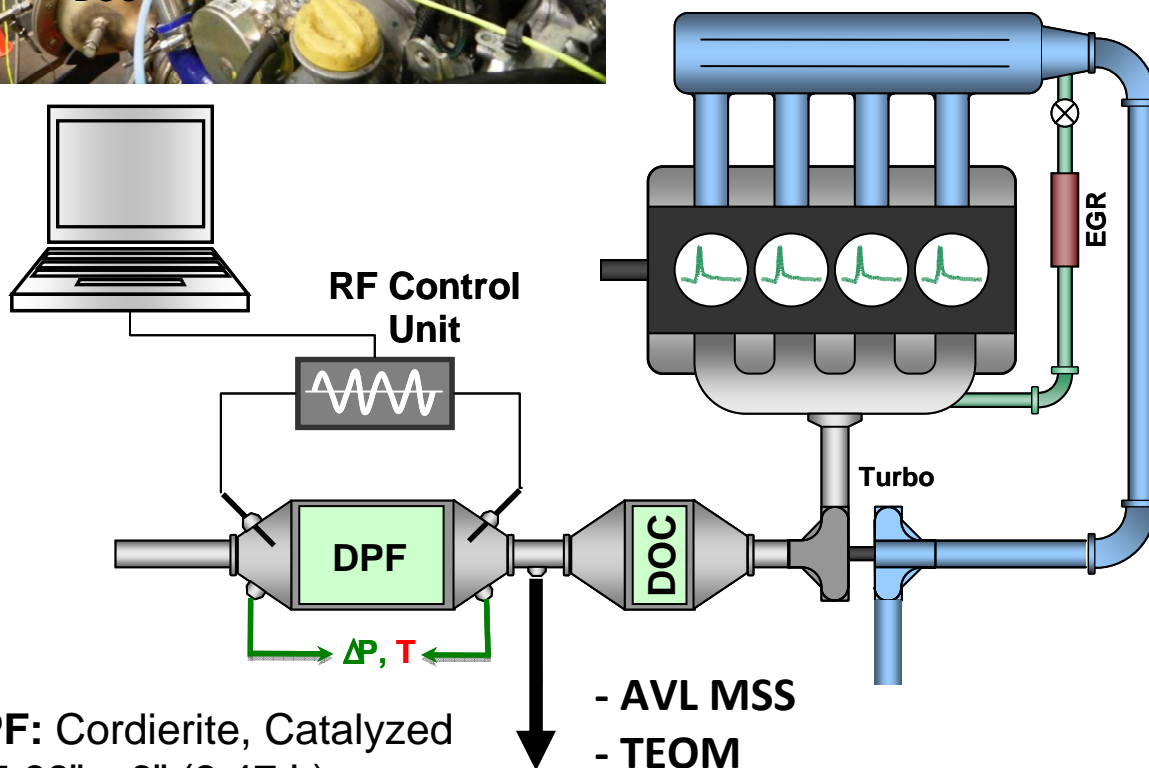 EGR
RF Control
Unit
Turbo
DPF
DOC
ΔP, T
- AVL MSS
- TEOM
Cordierite, Catalyzed